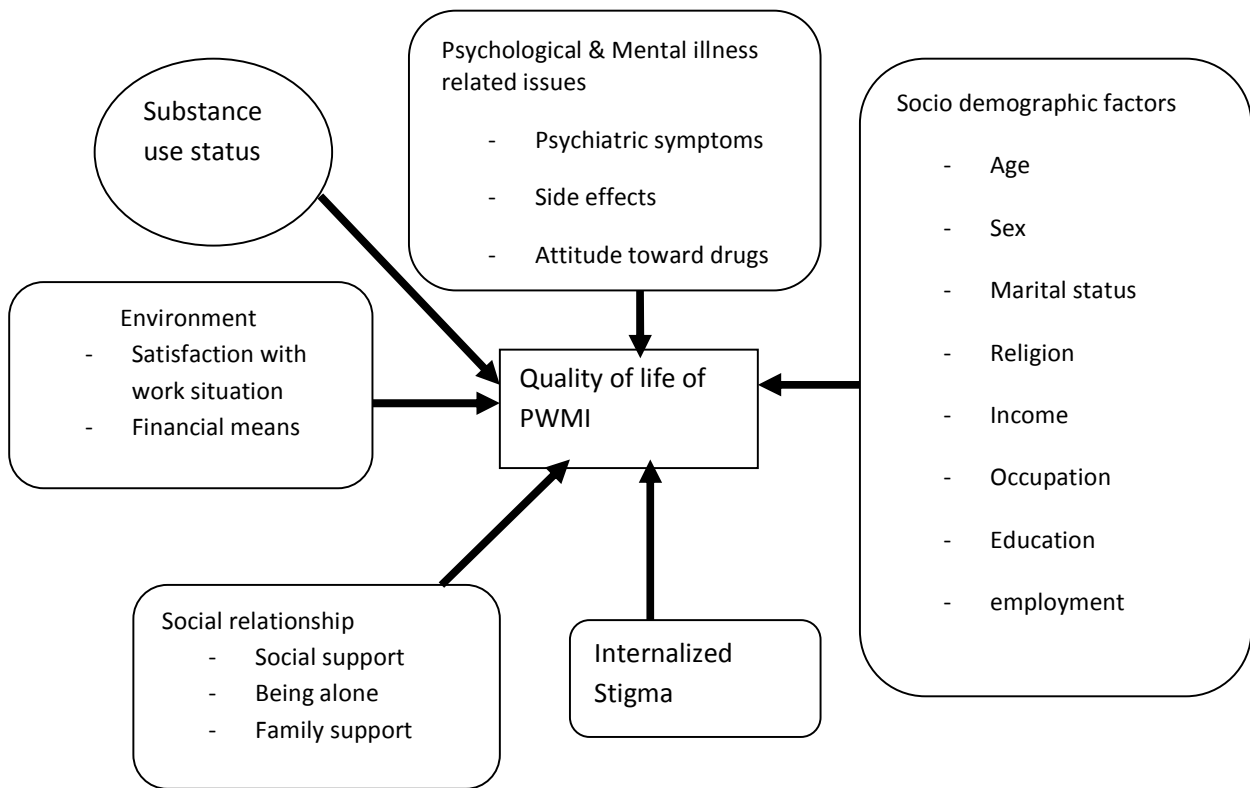 Psychological & Mental illness
related issues
- Psychiatric symptoms
- Side effects
- Attitude toward drugs
Substance
use status
Socio demographic factors
- Age
- Sex
- Marital status
- Religion
- Income
- Occupation
- Education
- employment
Environment
- Satisfaction with
work situation
- Financial means
Quality of life of
PWMI
Social relationship
- Social support
- Being alone
- Family support
Internalized
Stigma